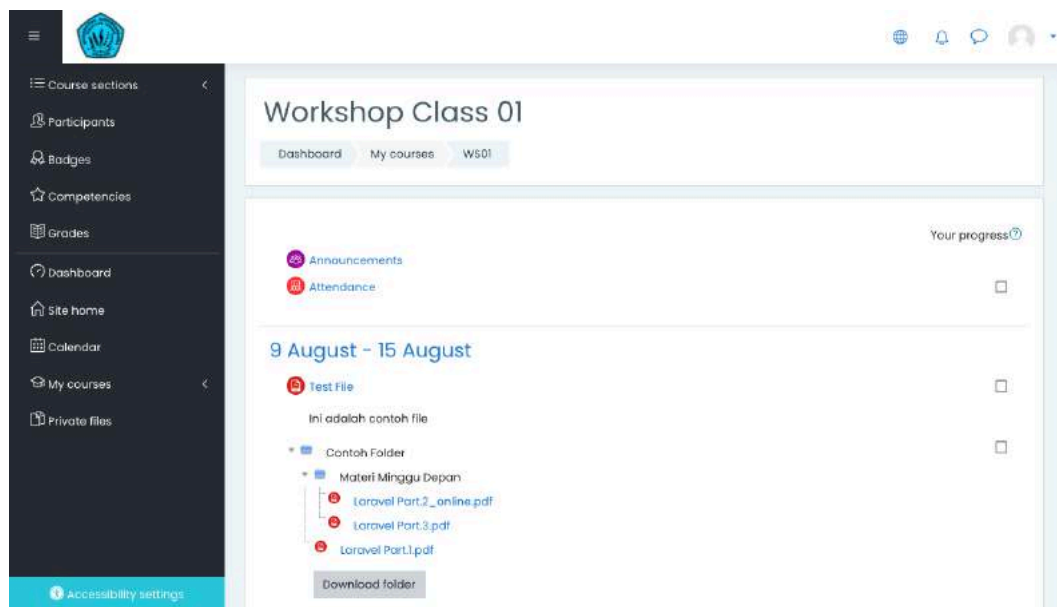 Course sections
Participants
Badges
Competencies
Grades
Dashboard
Site home
Calendar
My courses
Private files
Accessibility settings
Workshop Class 01
Dashboard My courses WS01
Your progress
Announcements
Attendance
9 August - 15 August
Test File
Ini adalah contoh file
Contoh Folder
Materi Minggu Depan
Laravel Part.2_online.pdf
Laravel Part.3.pdf
Laravel Part.1.pdf
Download folder